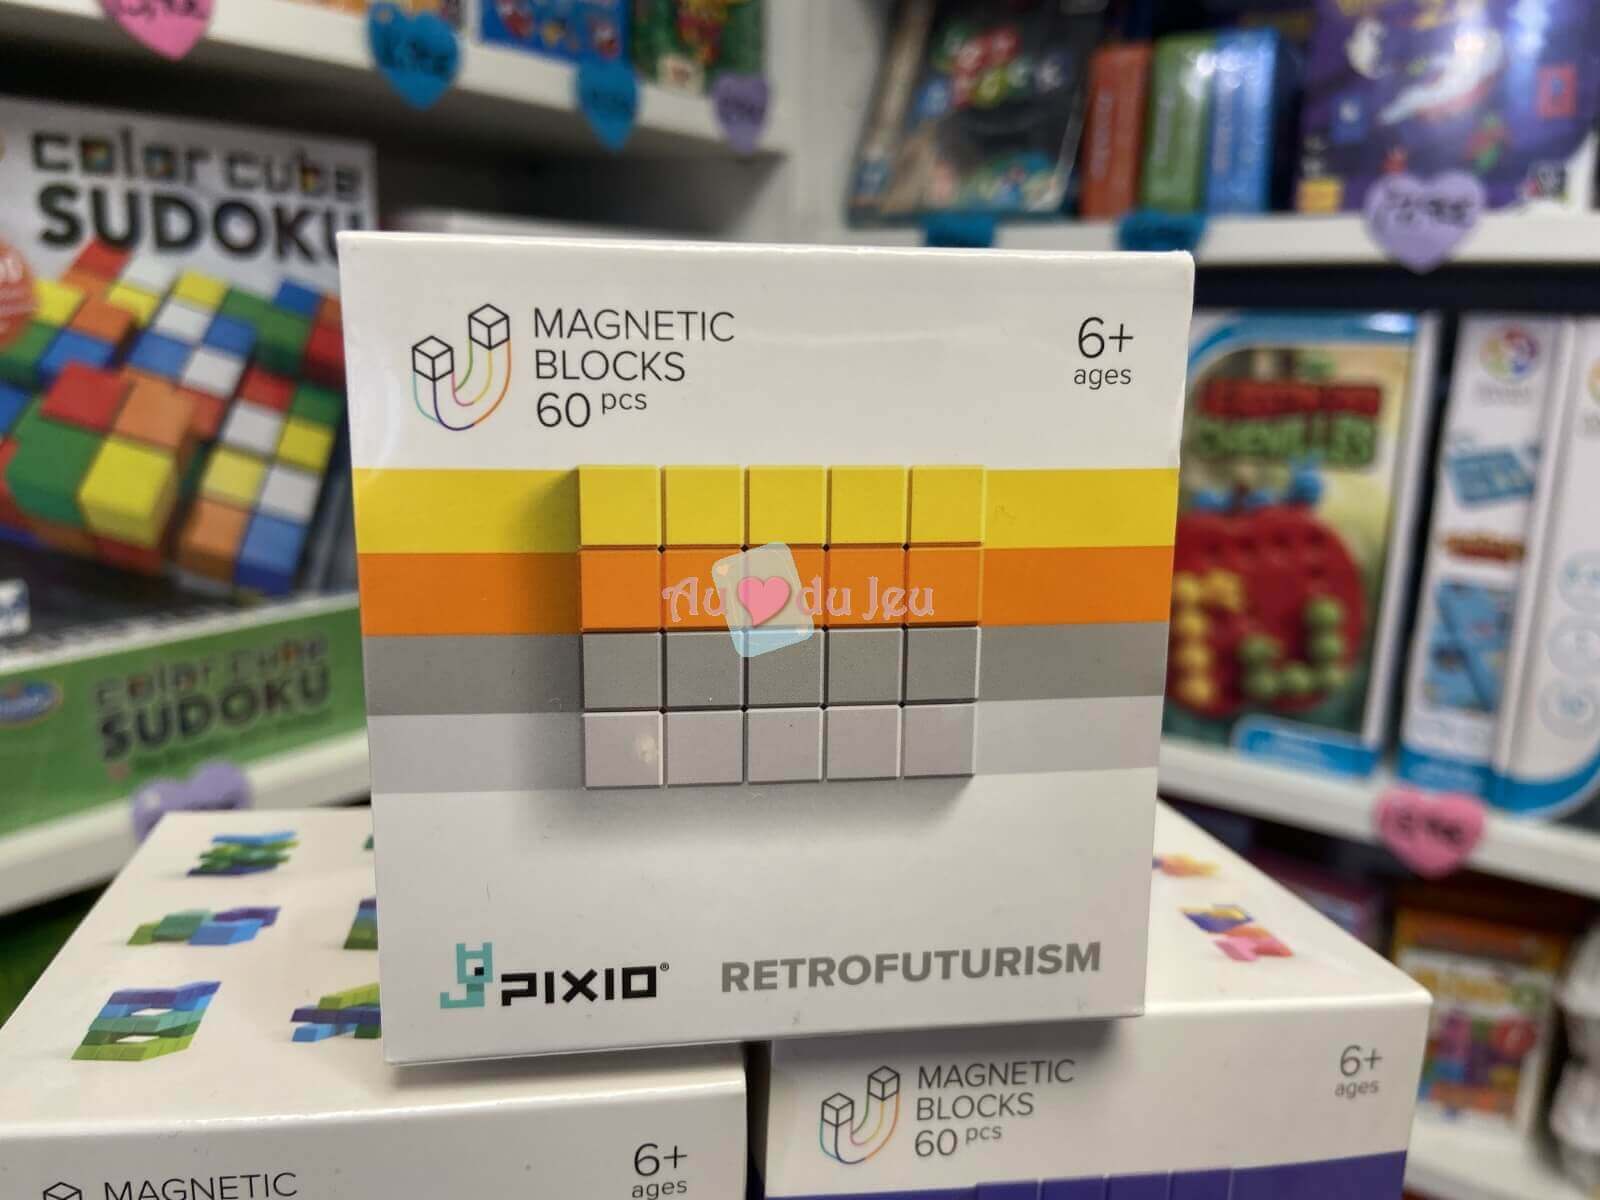 color cube
SUDOKU
MAGNETIC
BLOCKS
60 pcs
6+
ages
Au du Jeu
PIXIO®
RETROFUTURISM
color cube
SUDOKU
MAGNETIC
BLOCKS
60 pcs
6+
ages
MAGNETIC
6+
ages